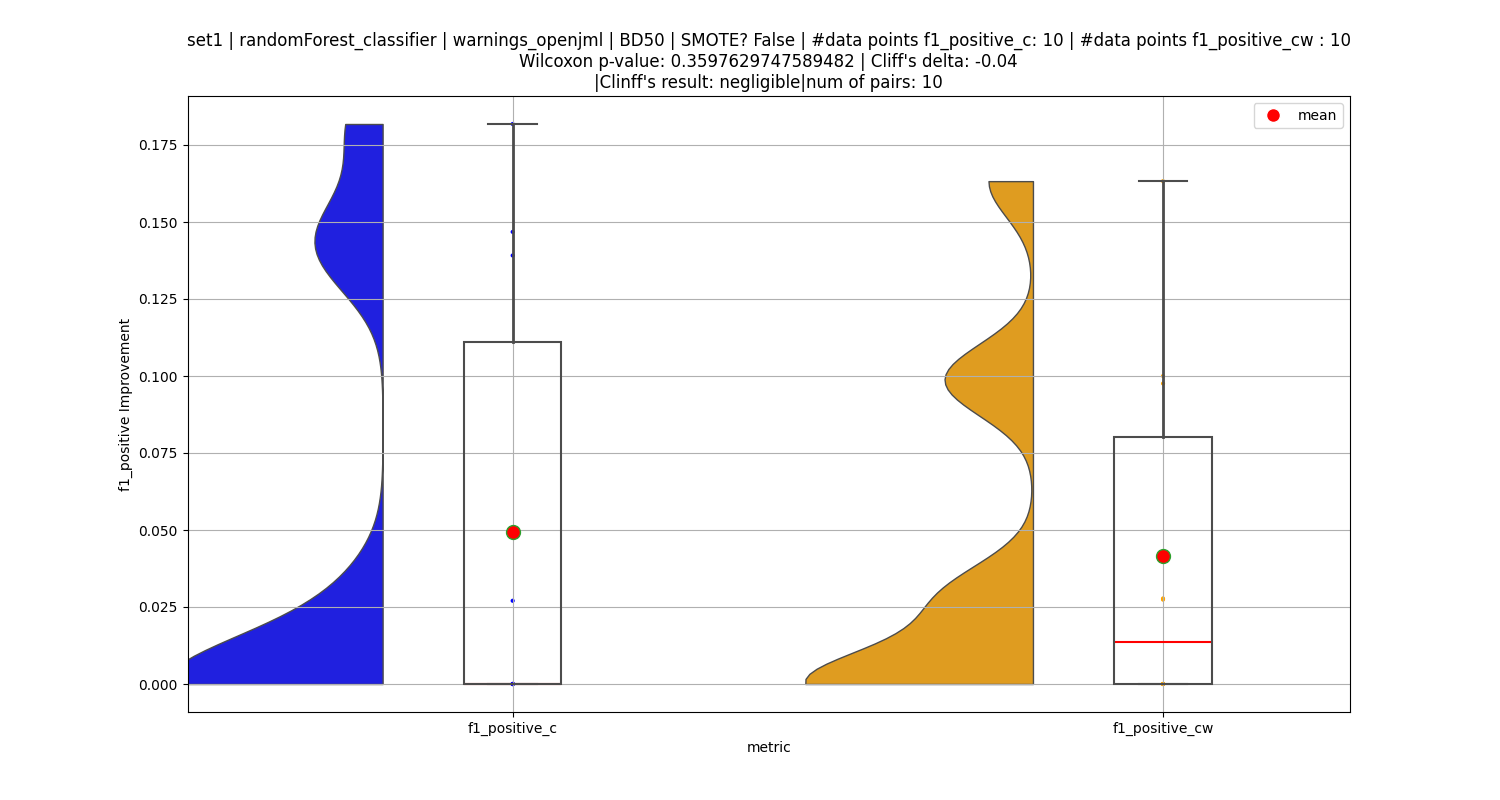 set1 | randomForest_classifier | warnings_openjml | BD50 | SMOTE? False | #data points f1_positive_c: 10 | #data points f1_positive_cw : 10
Wilcoxon p-value: 0.3597629747589482 | Cliff's delta: -0.04
|Clinff's result: negligible|num of pairs: 10
mean
0.175
0.150
0.125
0.100
0.075
0.050
0.025
0.000
f1_positive Improvement
f1_positive_c
f1_positive_cw
metric